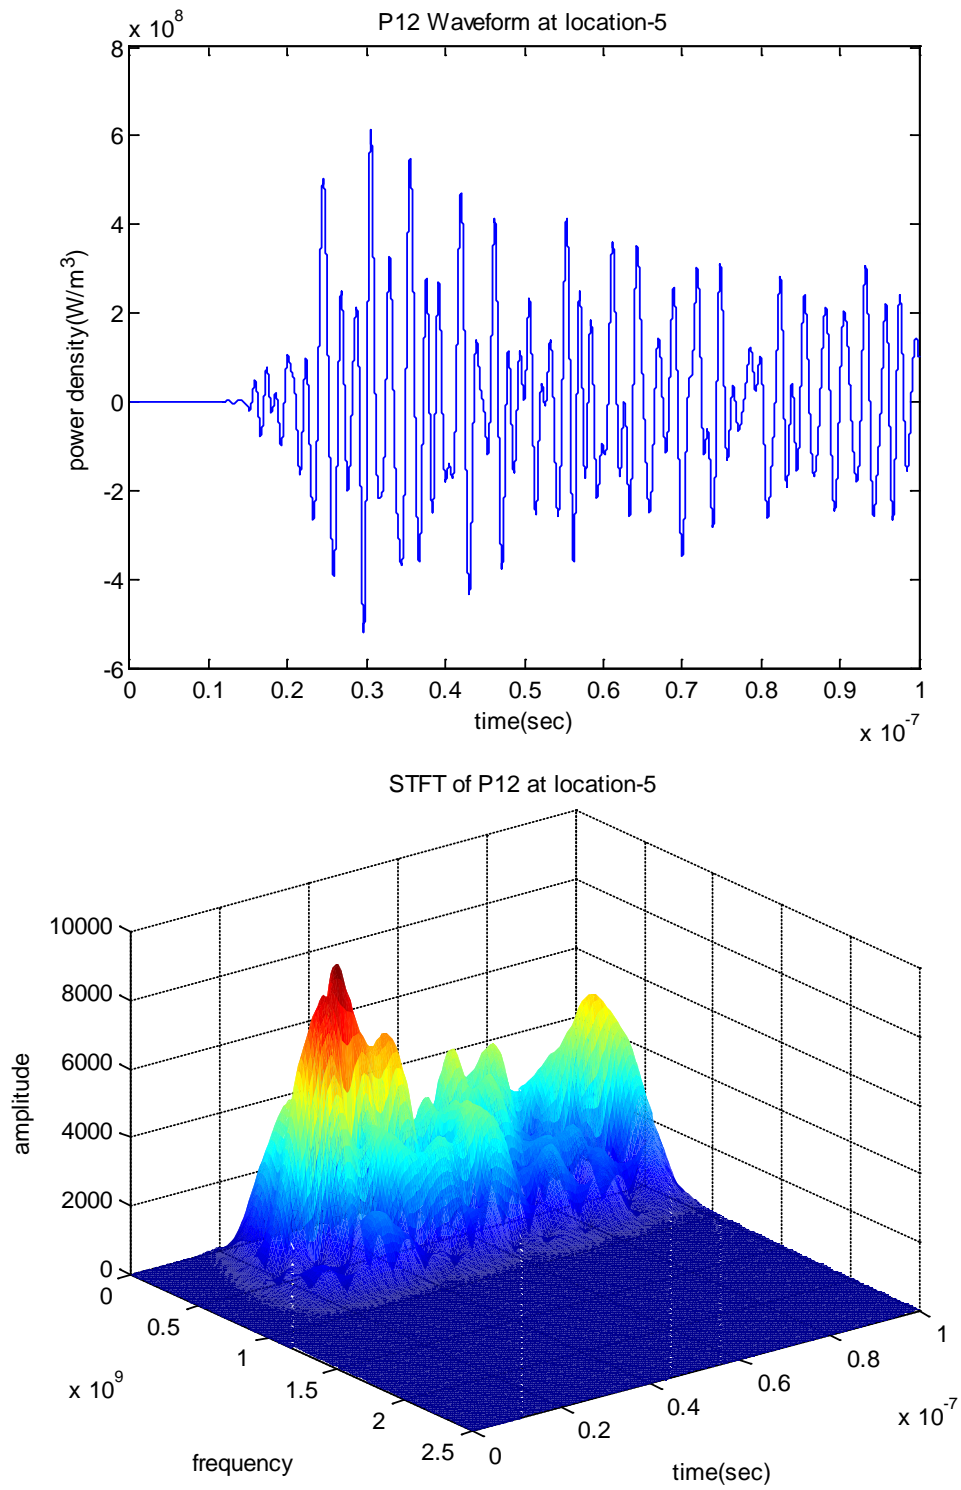 P12 Waveform at location-5
x 10^8
8
6
4
2
0
-2
-4
-6
power density(W/m^3)
0 0.1 0.2 0.3 0.4 0.5 0.6 0.7 0.8 0.9 1
time(sec)
x 10^-7
STFT of P12 at location-5
10000
8000
6000
4000
2000
0
amplitude
0
0.5
1
1.5
2
2.5
x 10^9
frequency
0
0.2
0.4
0.6
0.8
1
x 10^-7
time(sec)